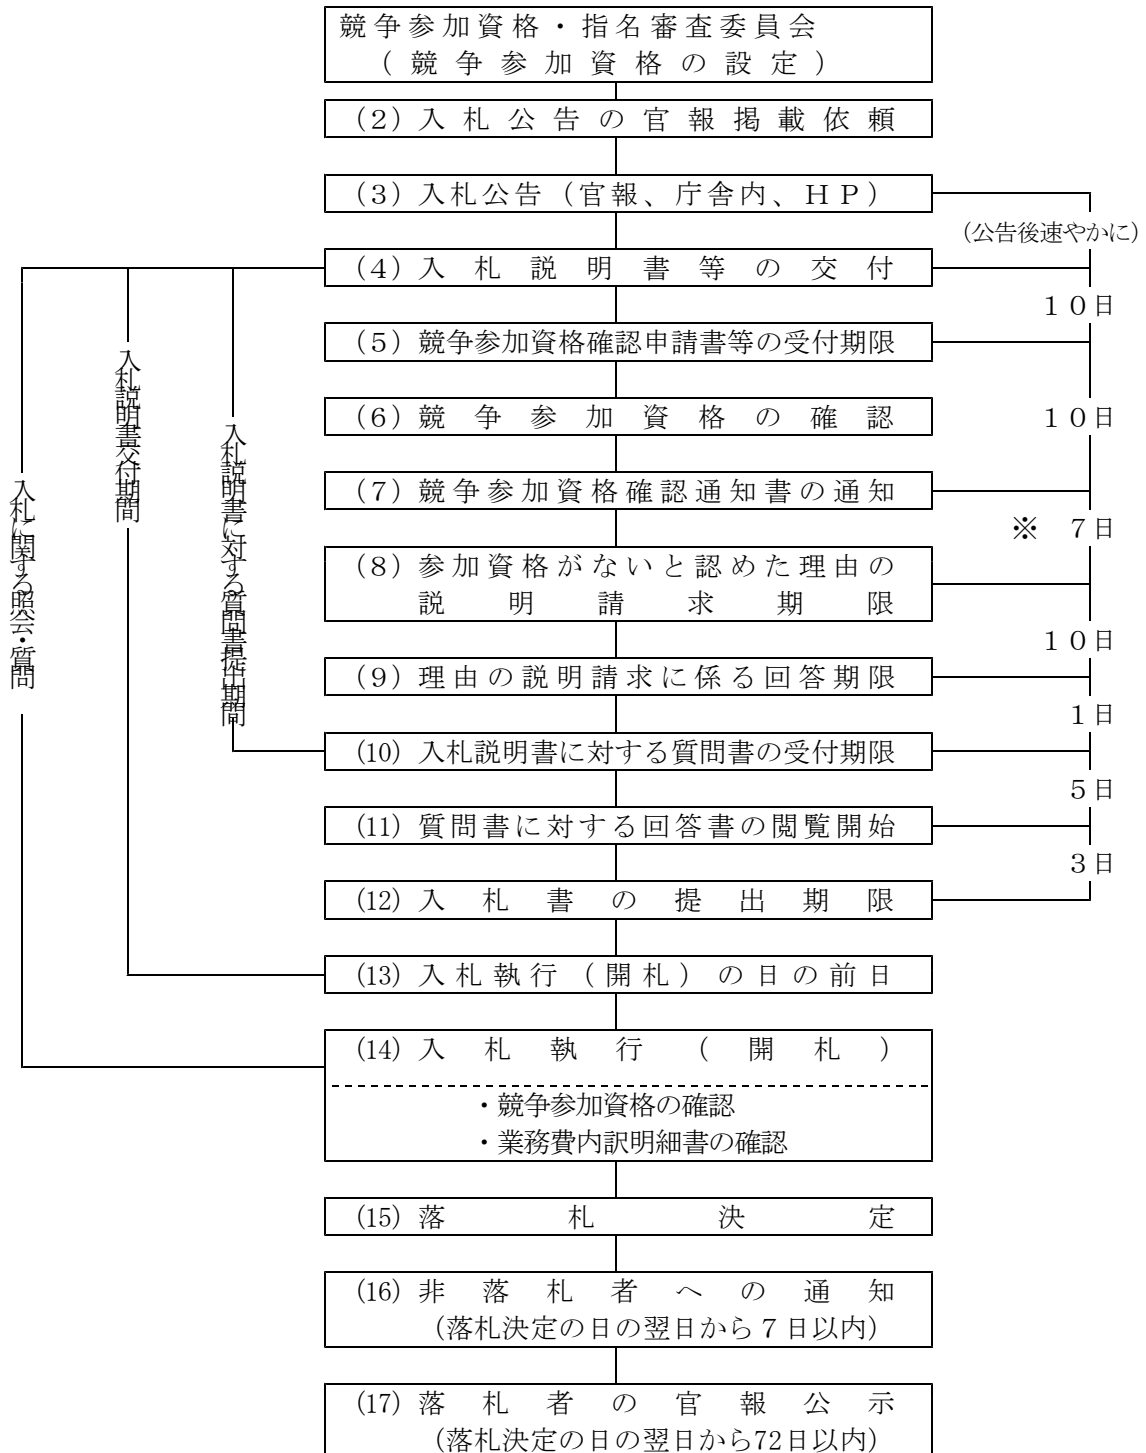 競争参加資格・指名審査委員会
(競争参加資格の設定)
(2)入札公告の官報掲載依頼
(3)入札公告(官報、庁舎内、HP)
(公告後速やかに)
(4)入札説明書等の交付
10日
(5)競争参加資格確認申請書等の受付期限
(6)競争参加資格の確認
10日
(7)競争参加資格確認通知書の通知
※ 7日
(8)参加資格がないと認めた理由の
説明請求期限
10日
(9)理由の説明請求に係る回答期限
1日
(10)入札説明書に対する質問書の受付期限
5日
(11)質問書に対する回答書の閲覧開始
3日
(12)入札書の提出期限
(13)入札執行(開札)の日の前日
(14)入札執行(開札)
・競争参加資格の確認
・業務費内訳明細書の確認
(15)落札決定
(16)非落札者への通知
(落札決定の日の翌日から7日以内)
(17)落札者の官報公示
(落札決定の日の翌日から72日以内)
入札に関する照会・質問
入札説明書交付期間
入札説明書に対する質問書提出期間